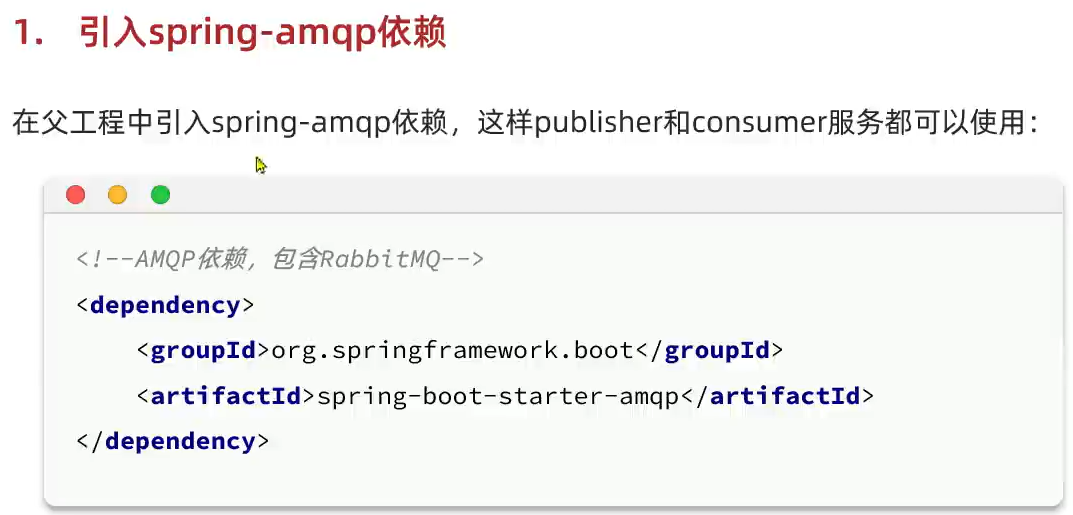 1. 引入spring-amqp依赖
在父工程中引入spring-amqp依赖，这样publisher和consumer服务都可以使用：
<!--AMQP依赖，包含RabbitMQ-->
<dependency>
    <groupId>org.springframework.boot</groupId>
    <artifactId>spring-boot-starter-amqp</artifactId>
</dependency>